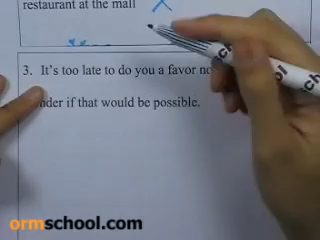 restaurant at the mall
3. It's too late to do you a favor
if that would be possible.
ormschool.com